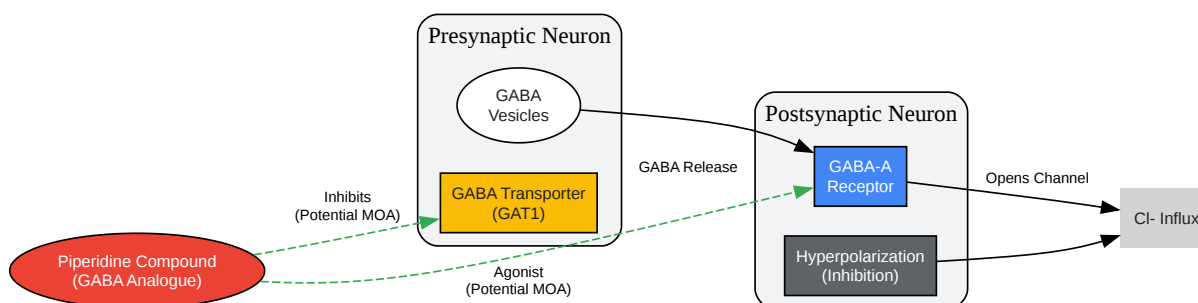 Presynaptic Neuron
GABA
Vesicles
GABA Transporter
(GAT1)
Postsynaptic Neuron
GABA-A
Receptor
Hyperpolarization
(Inhibition)
GABA Release
Opens Channel
Cl- Influx
Inhibits
(Potential MOA)
Piperidine Compound
(GABA Analogue)
Agonist
(Potential MOA)